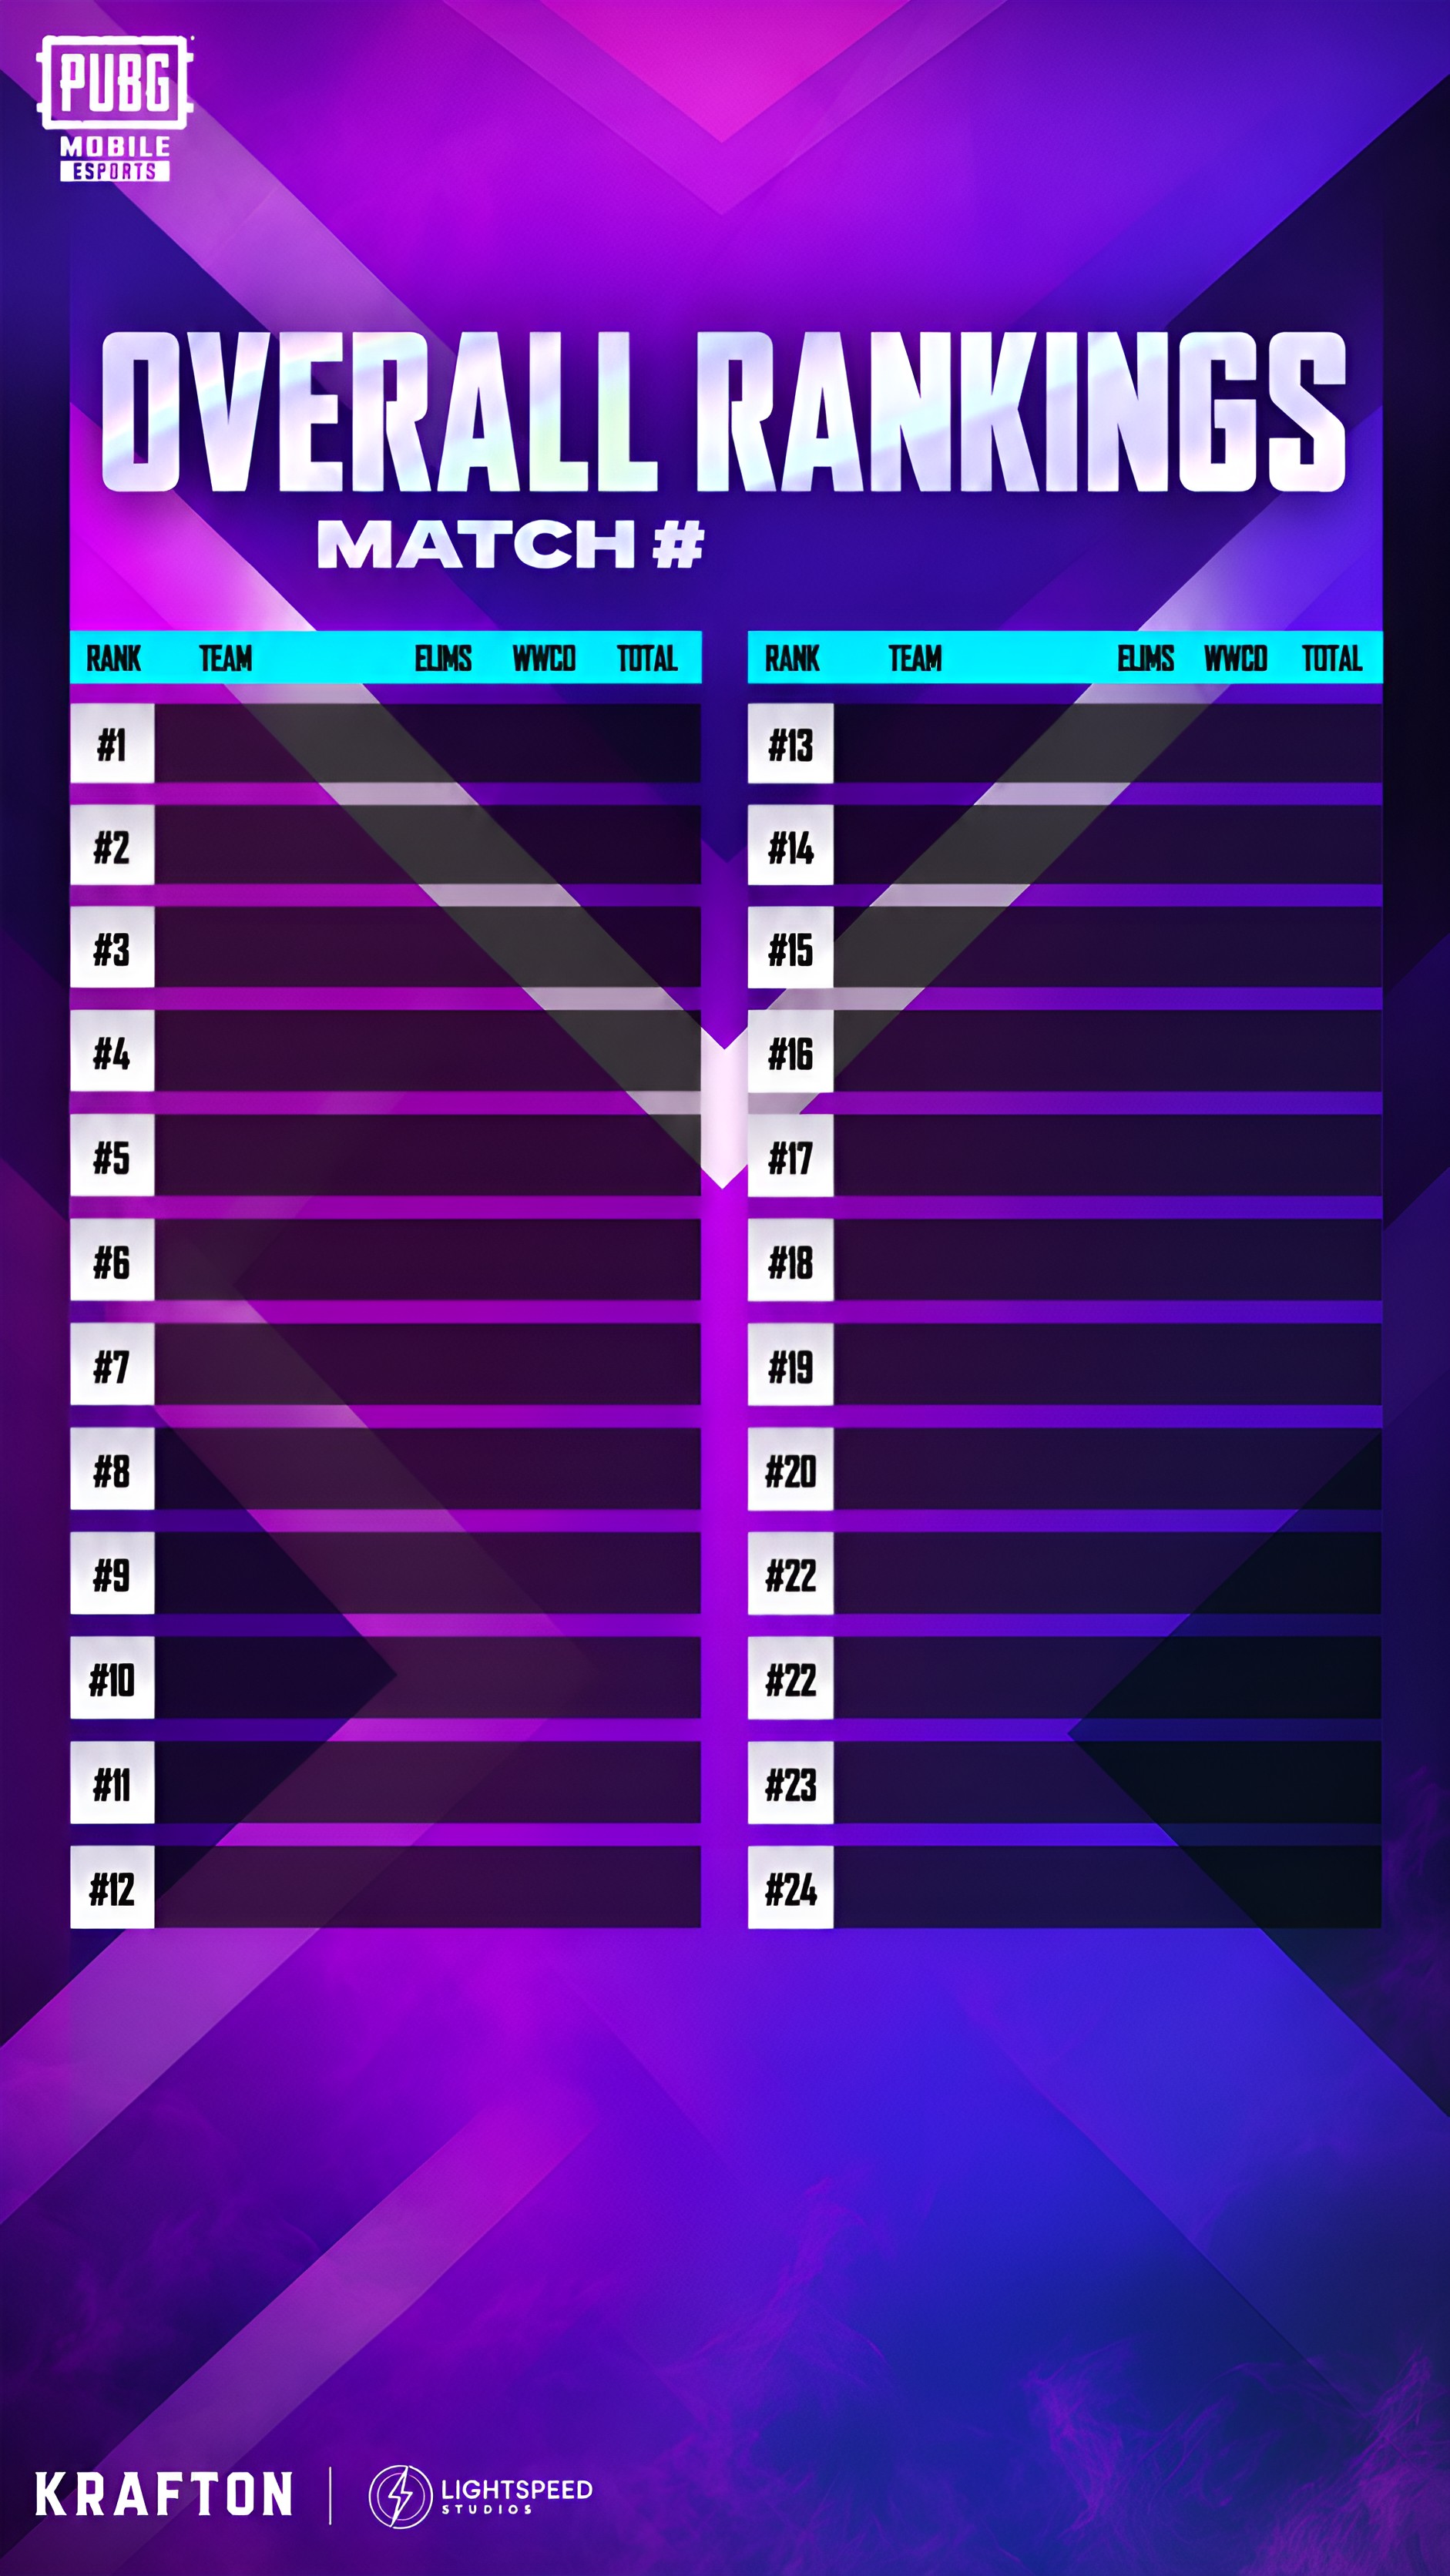 PUBG
MOBILE
ESPORTS
OVERALL RANKINGS
MATCH #
RANK TEAM ELIMS WWCD TOTAL
#1
#2
#3
#4
#5
#6
#7
#8
#9
#10
#11
#12
RANK TEAM ELIMS WWCD TOTAL
#13
#14
#15
#16
#17
#18
#19
#20
#22
#22
#23
#24
KRAFTON
LIGHTSPEED
STUDIOS